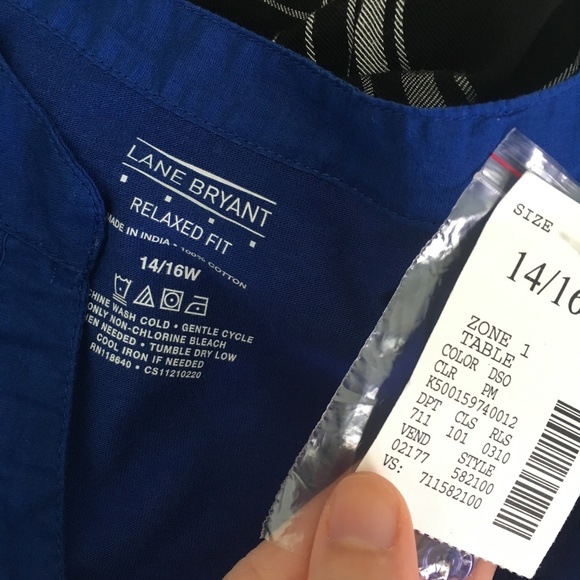 LANE BRYANT
RELAXED FIT
MADE IN INDIA • 100% COTTON
14/16W
CHINE WASH COLD • GENTLE CYCLE
ONLY NON-CHLORINE BLEACH
EN NEEDED • TUMBLE DRY LOW
COOL IRON IF NEEDED
RN118640 • CS11210220
SIZE
14/16
ZONE 1
TABLE
COLOR DSO
CLR PM
K500159740012
DPT CLS RLS
711 101 0310
VEND STYLE
02177 582100
VS: 711582100